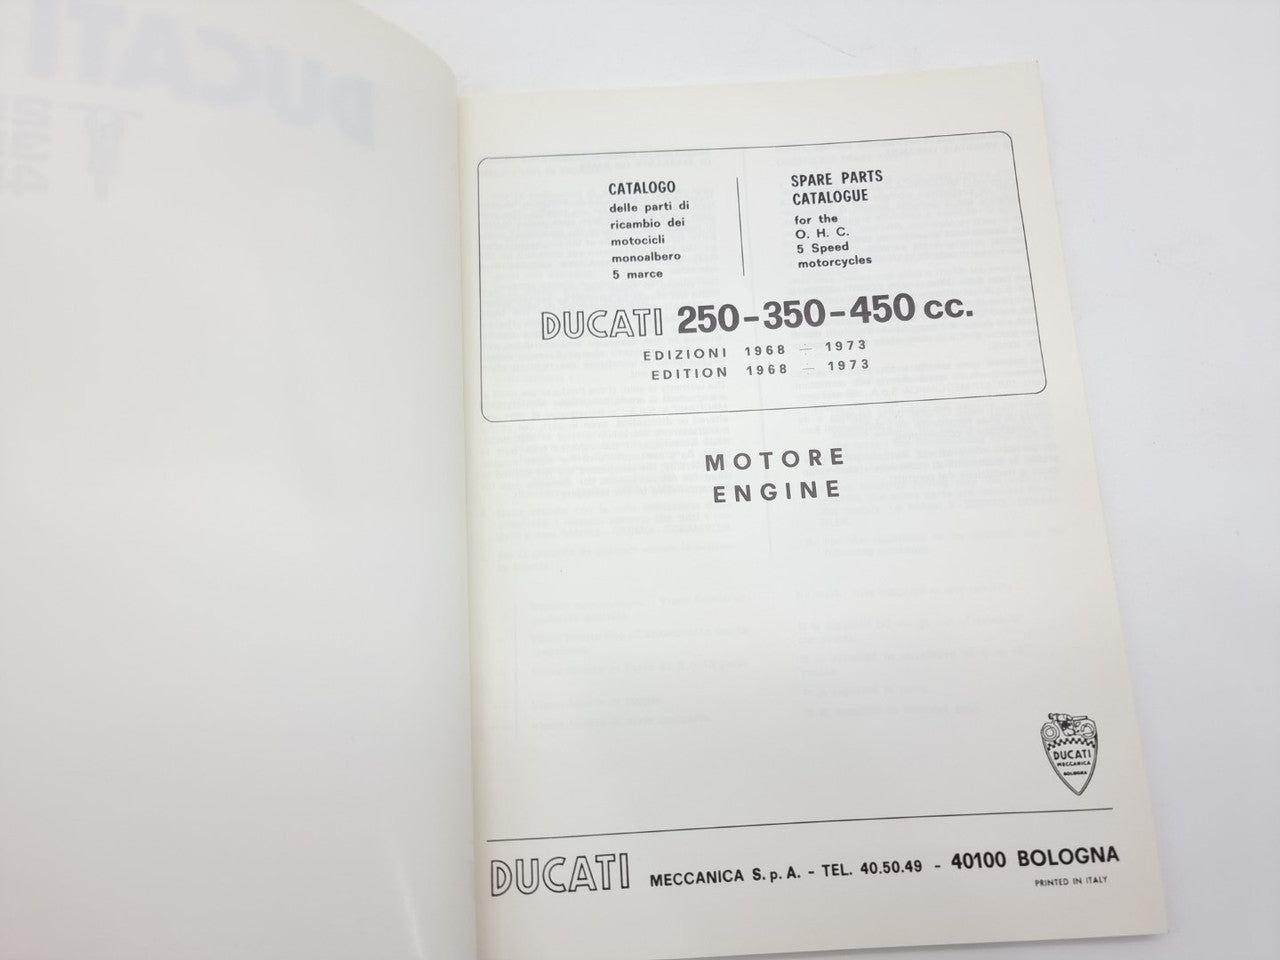 CATALOGO
delle parti di
ricambio dei
motocicli
monoalbero
5 marce
SPARE PARTS
CATALOGUE
for the
O. H. C.
5 Speed
motorcycles
DUCATI 250-350-450 cc.
EDIZIONI 1968 — 1973
EDITION 1968 — 1973
MOTORE
ENGINE
DUCATI
MECCANICA
BOLOGNA
DUCATI MECCANICA S.p.A. - TEL. 40.50.49 - 40100 BOLOGNA
PRINTED IN ITALY
DUCATI